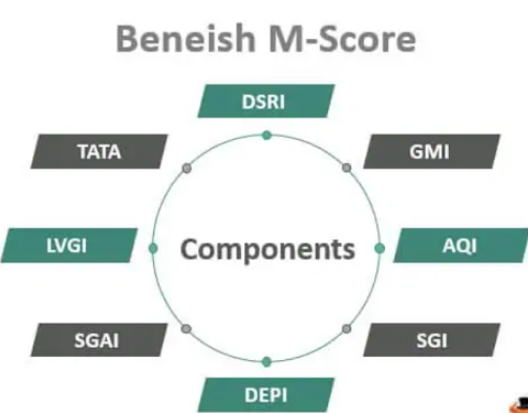 Beneish M-Score
DSRI
TATA
GMI
LVGI
Components
AQI
SGAI
SGI
DEPI